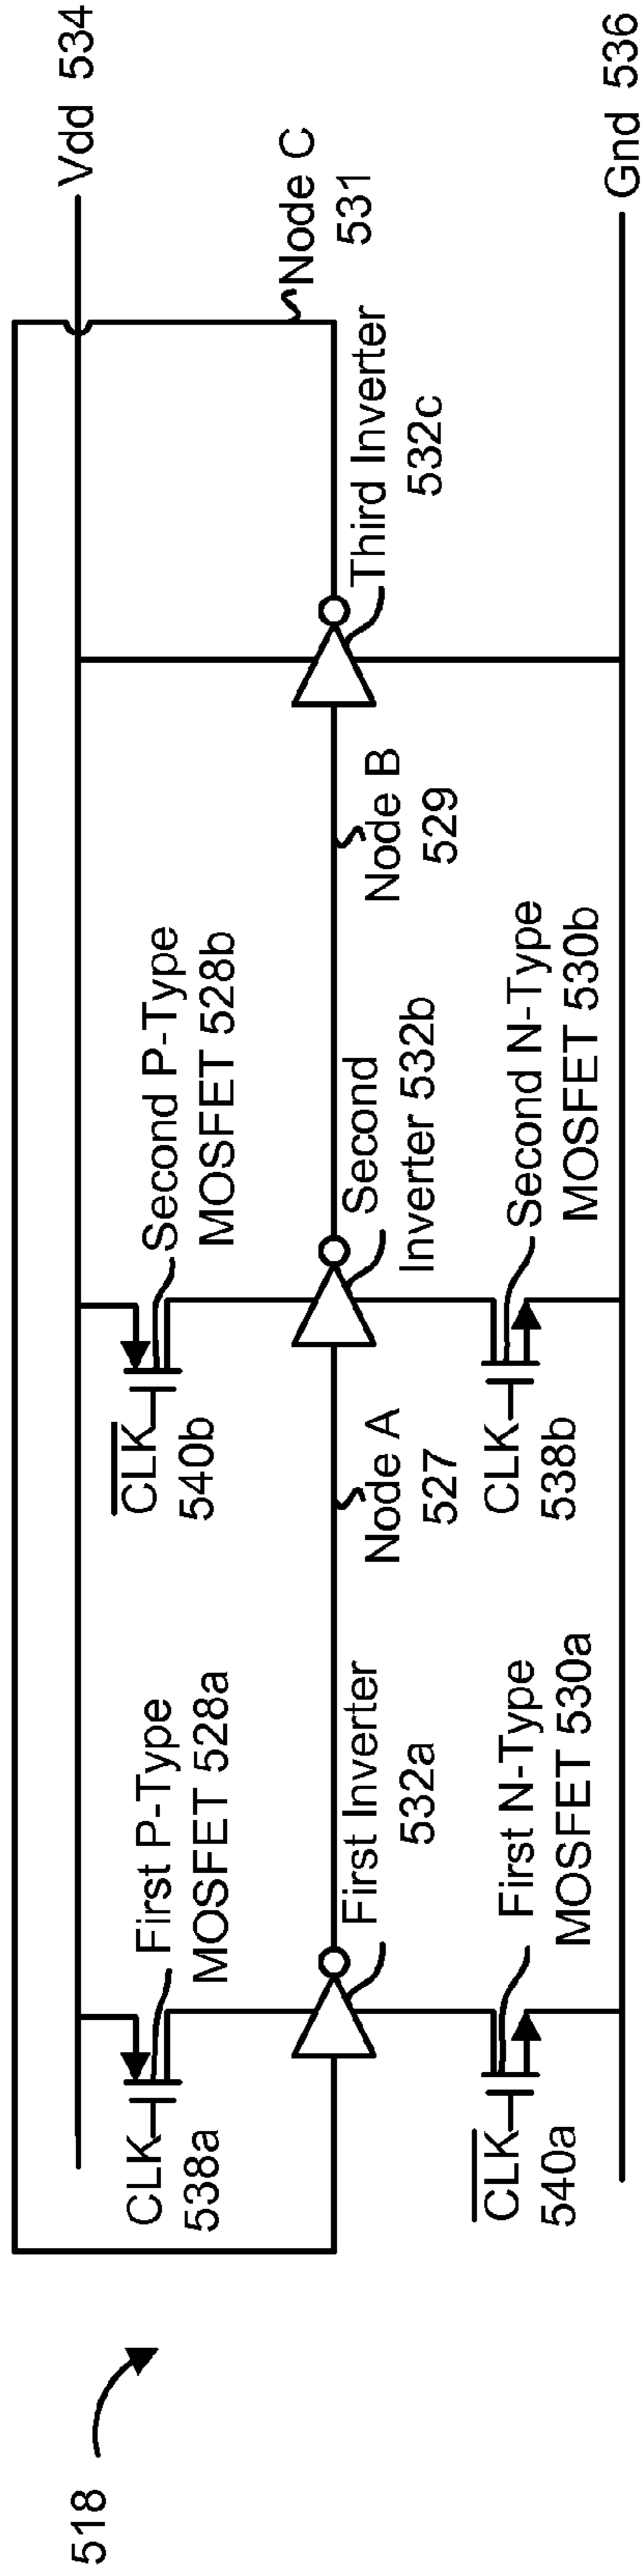 518
Vdd 534
Node C
531
First P-Type
MOSFET 528a
CLK
538a
Second P-Type
MOSFET 528b
CLK
540b
First Inverter
532a
Node A
527
Second
Inverter 532b
Node B
529
Third Inverter
532c
CLK
540a
First N-Type
MOSFET 530a
CLK
538b
Second N-Type
MOSFET 530b
Gnd 536